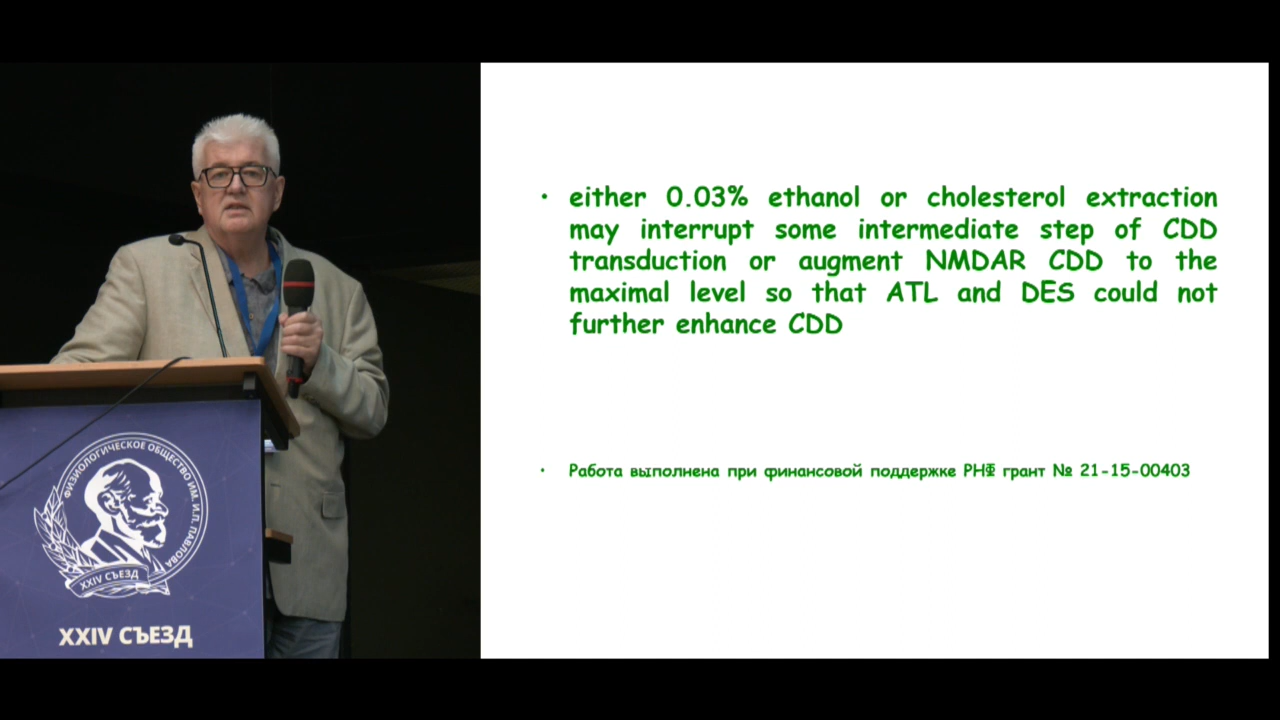 • either 0.03% ethanol or cholesterol extraction
may interrupt some intermediate step of CDD
transduction or augment NMDAR CDD to the
maximal level so that ATL and DES could not
further enhance CDD
• Работа выполнена при финансовой поддержке РНФ грант № 21-15-00403
ФИЗИОЛОГИЧЕСКОЕ ОБЩЕСТВО ИМ. И.П. ПАВЛОВА
XXIV СЪЕЗД
XXIV СЪЕЗД